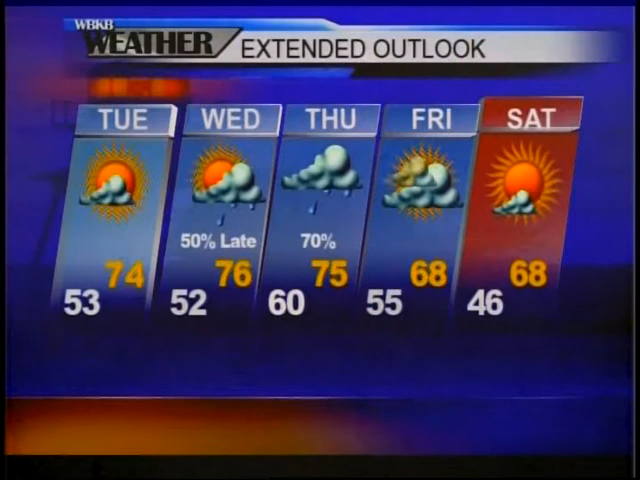 WBKB
WEATHER
EXTENDED OUTLOOK
TUE WED THU FRI SAT
50% Late 70%
74 76 75 68 68
53 52 60 55 46